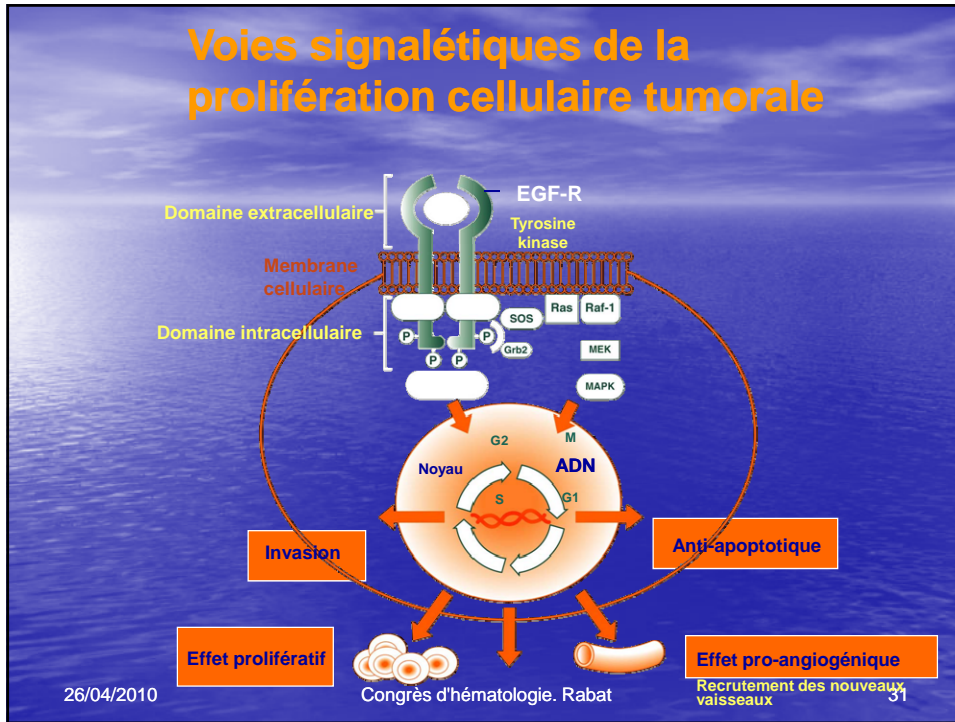 Voies signalétiques de la
prolifération cellulaire tumorale
EGF-R
Domaine extracellulaire
Tyrosine
kinase
Membrane
cellulaire
Ras
Raf-1
SOS
Domaine intracellulaire
P
P
Grb2
MEK
P
P
MAPK
G2
M
Noyau
ADN
S
G1
Invasion
Anti-apoptotique
Effet prolifératif
Effet pro-angiogénique
Recrutement des nouveaux
vaisseaux
26/04/2010
Congrès d'hématologie. Rabat
31